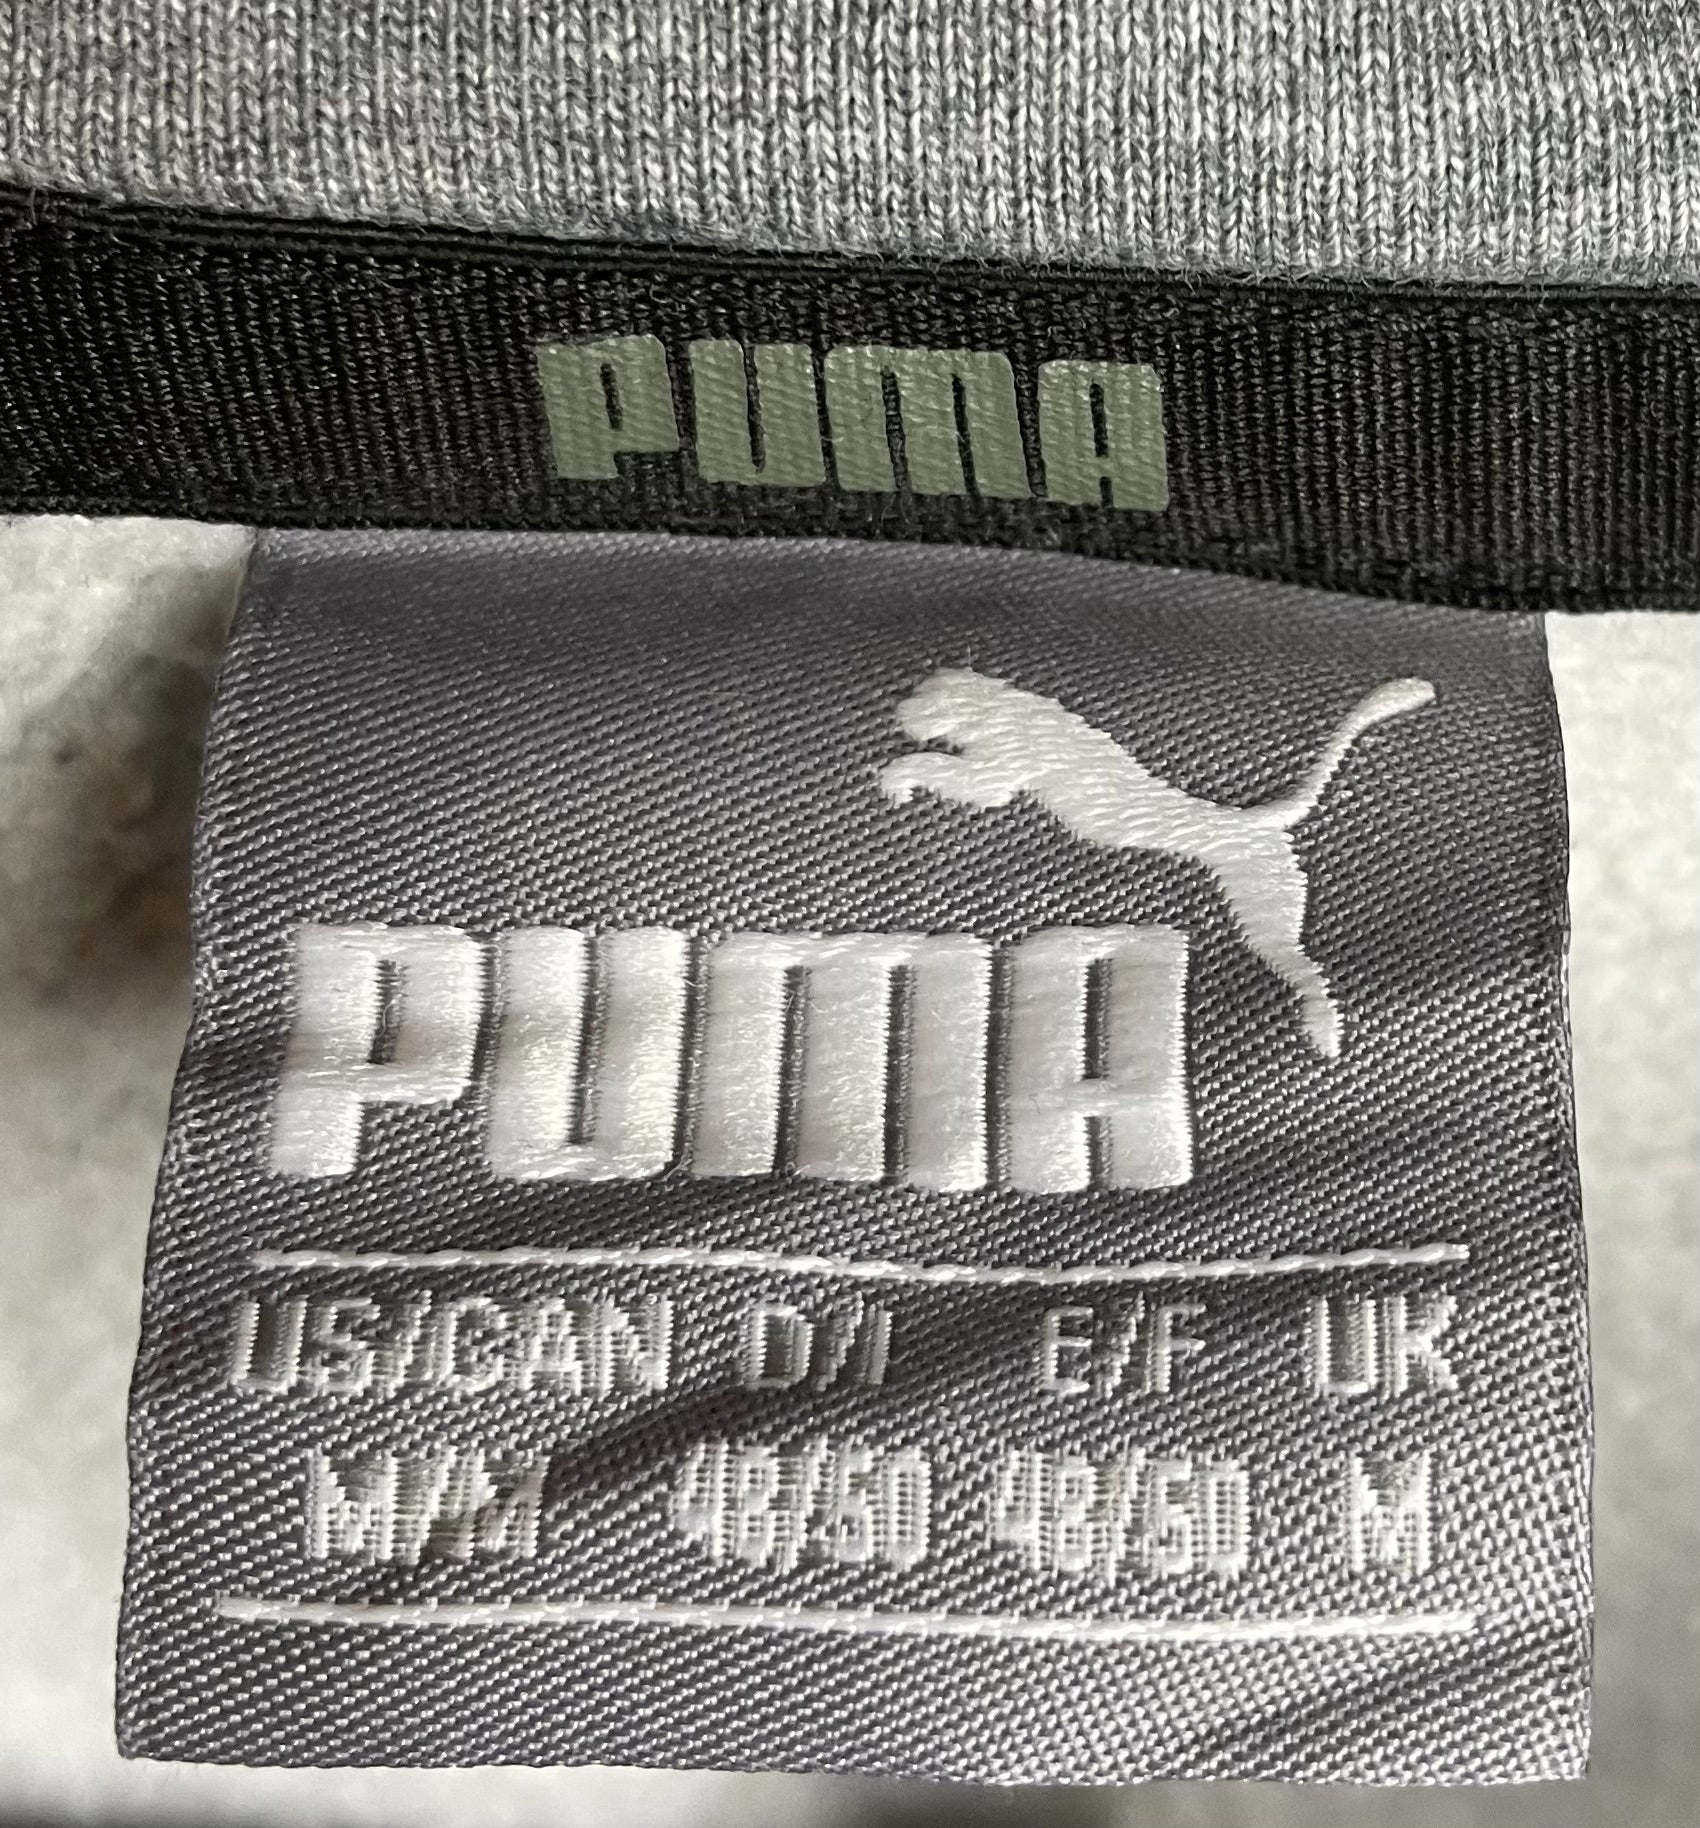 PUMA
PUMA
US/CAN D/I E/F UK
M/M 48/50 48/50 M